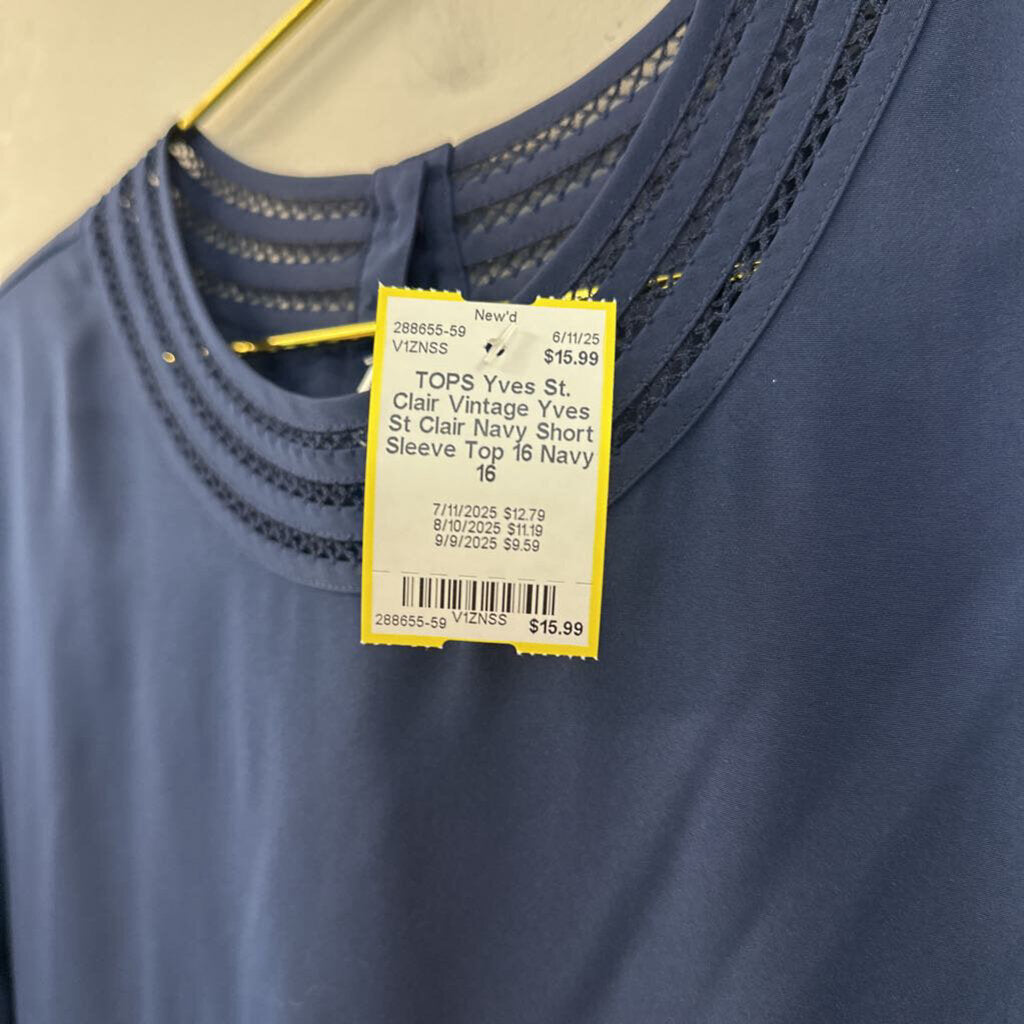 New'd
288655-59 6/11/25
V1ZNSS $15.99
TOPS Yves St.
Clair Vintage Yves
St Clair Navy Short
Sleeve Top 16 Navy
16
7/11/2025 $12.79
8/10/2025 $11.19
9/9/2025 $9.59
288655-59 V1ZNSS $15.99